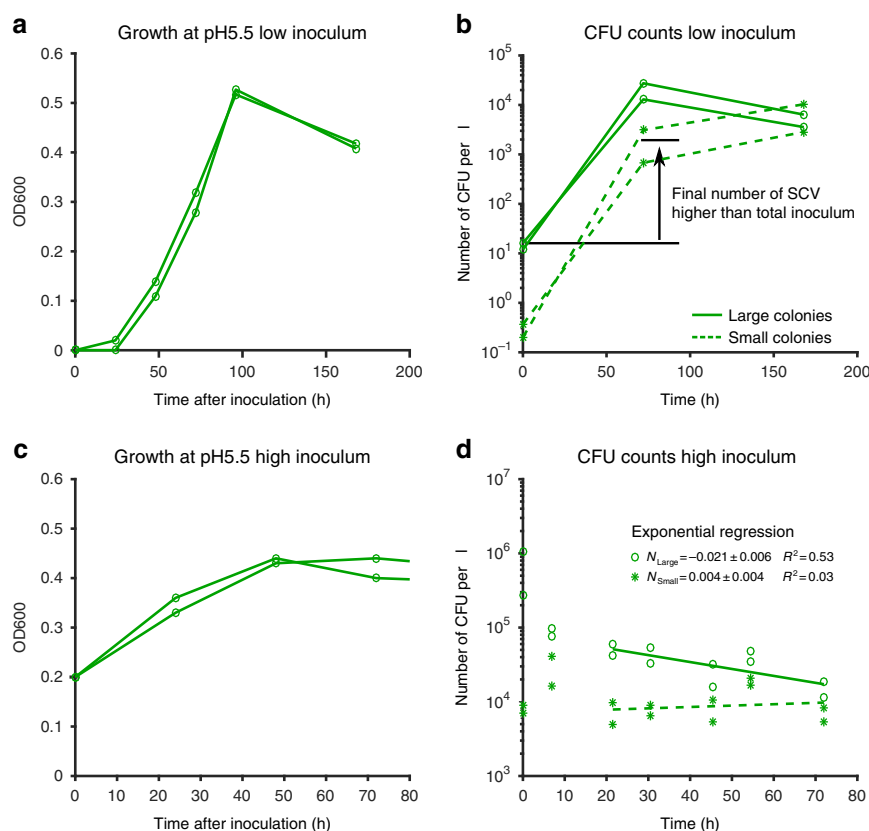 a
Growth at pH5.5 low inoculum
OD600
0.6
0.5
0.4
0.3
0.2
0.1
0
0 50 100 150 200
Time after inoculation (h)
b
CFU counts low inoculum
Number of CFU per l
10^5
10^4
10^3
10^2
10^1
10^0
10^–1
Final number of SCV
higher than total inoculum
Large colonies
Small colonies
0 50 100 150 200
Time (h)
c
Growth at pH5.5 high inoculum
OD600
0.6
0.5
0.4
0.3
0.2
0.1
0
0 10 20 30 40 50 60 70 80
Time after inoculation (h)
d
CFU counts high inoculum
Number of CFU per l
10^7
10^6
10^5
10^4
10^3
Exponential regression
N_Large=−0.021±0.006 R^2=0.53
N_Small=0.004±0.004 R^2=0.03
0 10 20 30 40 50 60 70 80
Time (h)